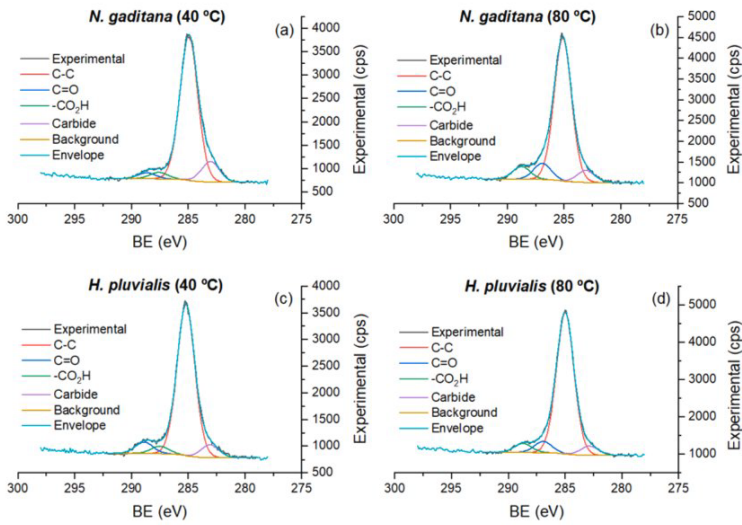 N. gaditana (40 ºC)
(a)
Experimental
C-C
C=O
-CO₂H
Carbide
Background
Envelope
4000
3500
3000
2500
2000
1500
1000
500
Experimental (cps)
300 295 290 285 280 275
BE (eV)
N. gaditana (80 ºC)
(b)
Experimental
C-C
C=O
-CO₂H
Carbide
Background
Envelope
5000
4500
4000
3500
3000
2500
2000
1500
1000
500
Experimental (cps)
300 295 290 285 280 275
BE (eV)
H. pluvialis (40 ºC)
(c)
Experimental
C-C
C=O
-CO₂H
Carbide
Background
Envelope
4000
3500
3000
2500
2000
1500
1000
500
Experimental (cps)
300 295 290 285 280 275
BE (eV)
H. pluvialis (80 ºC)
(d)
Experimental
C-C
C=O
-CO₂H
Carbide
Background
Envelope
5000
4000
3000
2000
1000
Experimental (cps)
300 295 290 285 280 275
BE (eV)